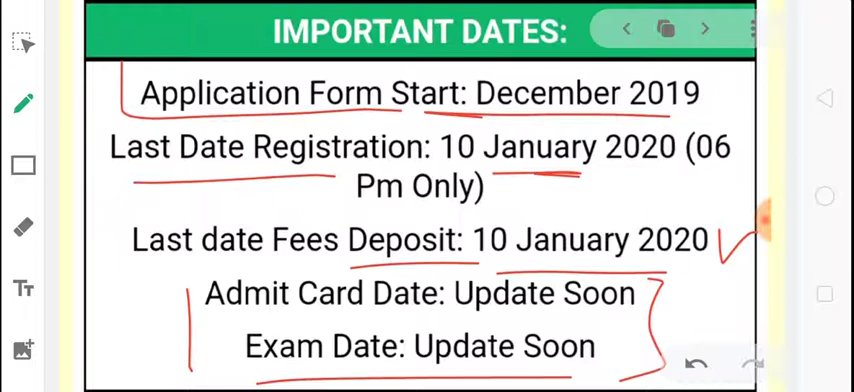 IMPORTANT DATES:
Application Form Start: December 2019
Last Date Registration: 10 January 2020 (06
Pm Only)
Last date Fees Deposit: 10 January 2020
Admit Card Date: Update Soon
Exam Date: Update Soon
TT